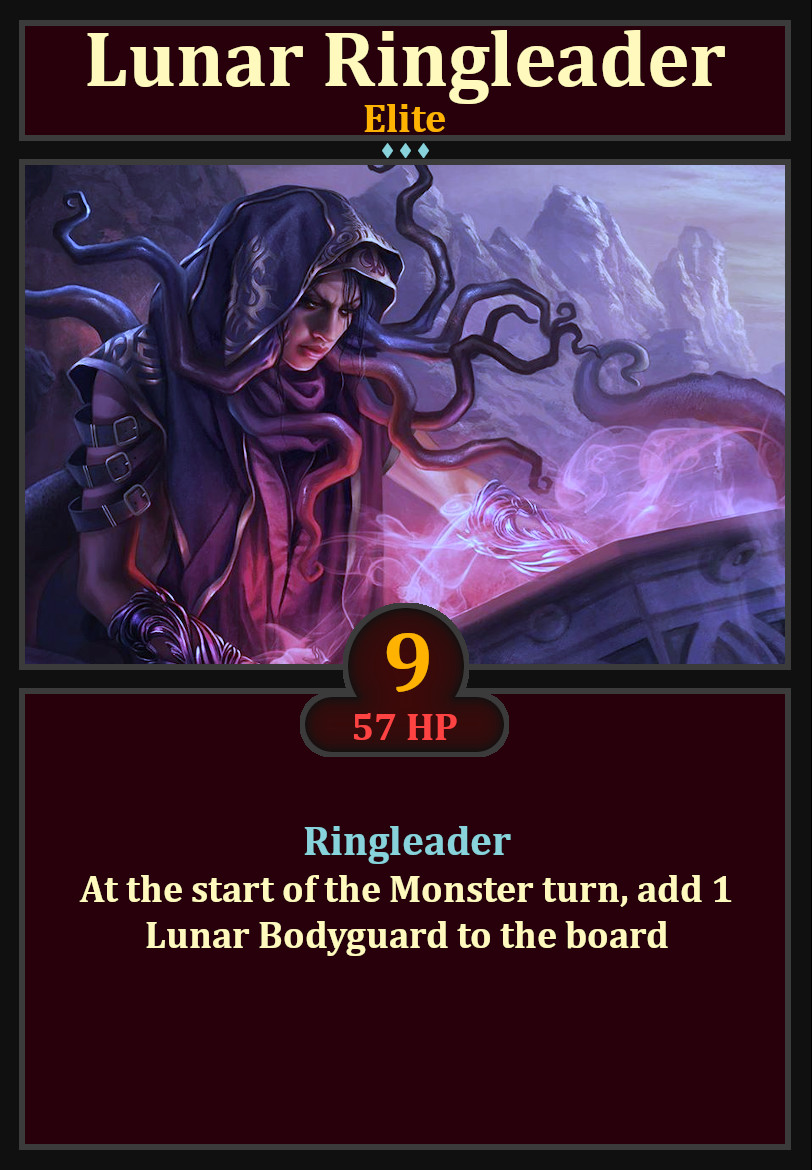 Lunar Ringleader
Elite
9
57 HP
Ringleader
At the start of the Monster turn, add 1
Lunar Bodyguard to the board